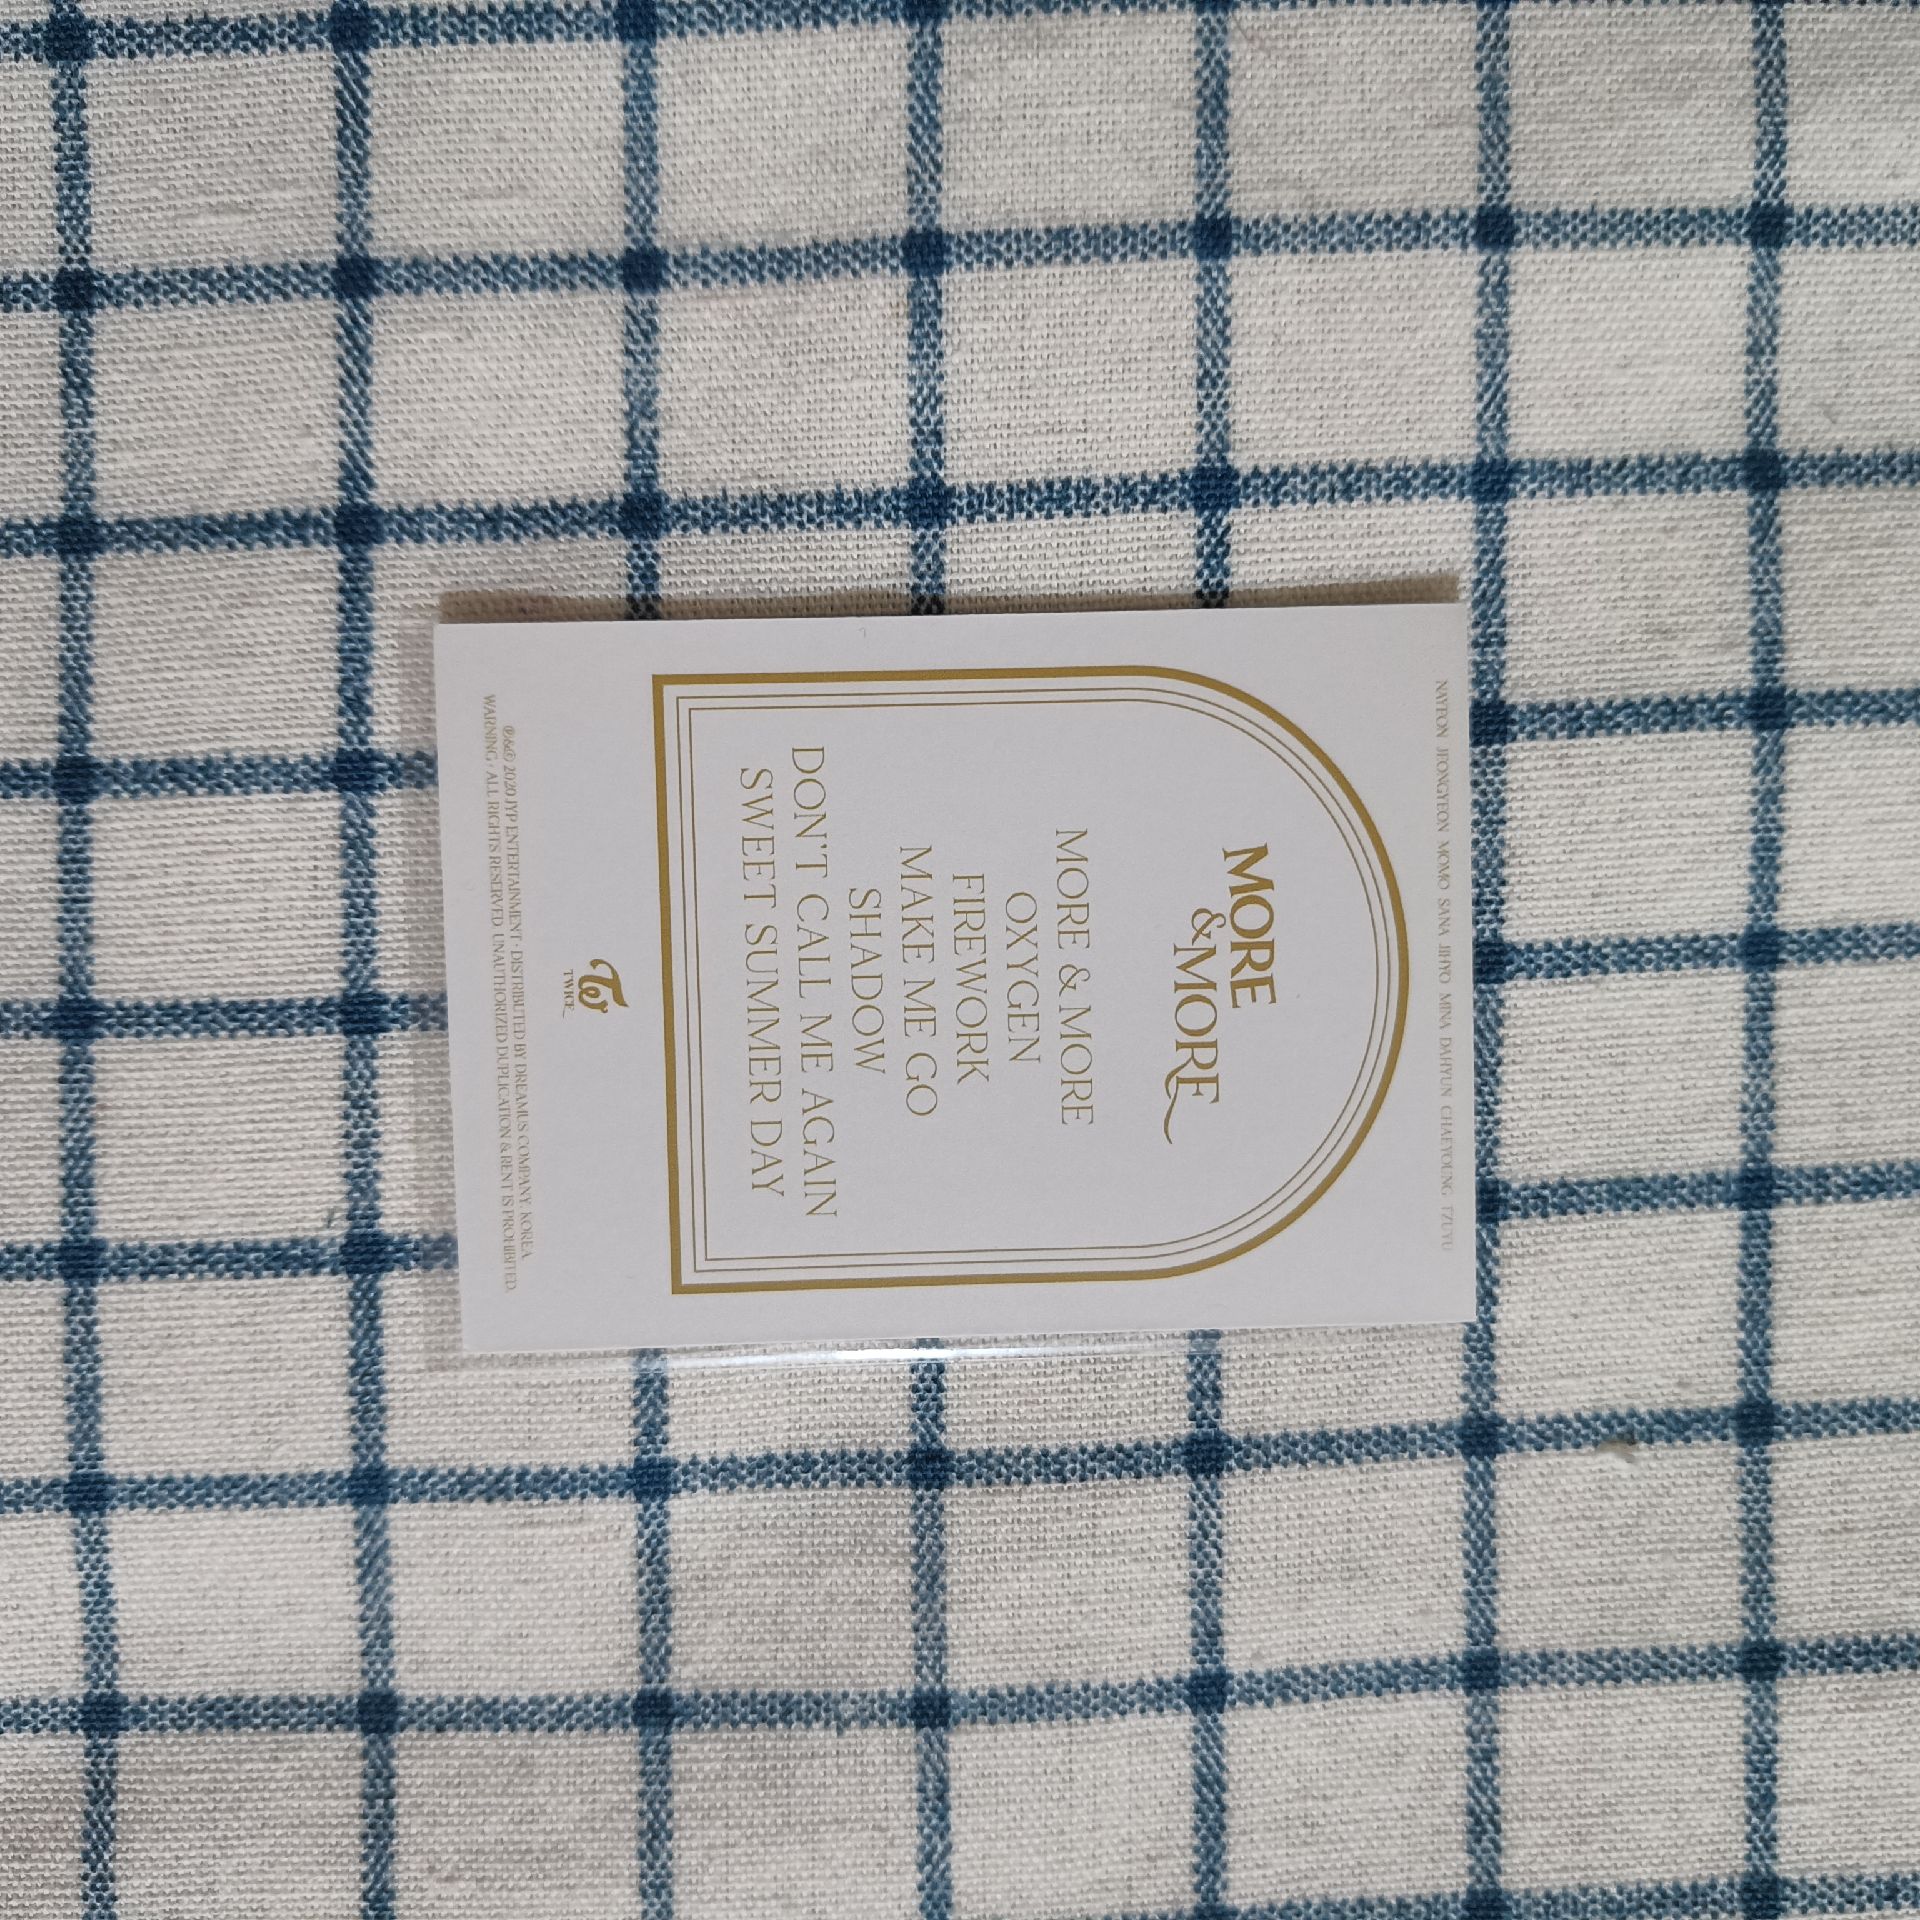 NAYEON JEONGYEON MOMO SANA JIHYO MINA DAHYUN CHAEYOUNG TZUYU
MORE
&MORE
MORE & MORE
OXYGEN
FIREWORK
MAKE ME GO
SHADOW
DON'T CALL ME AGAIN
SWEET SUMMER DAY
TWICE
℗&© 2020 JYP ENTERTAINMENT · DISTRIBUTED BY DREAMUS COMPANY. KOREA
WARNING · ALL RIGHTS RESERVED. UNAUTHORIZED DUPLICATION & RENT IS PROHIBITED.